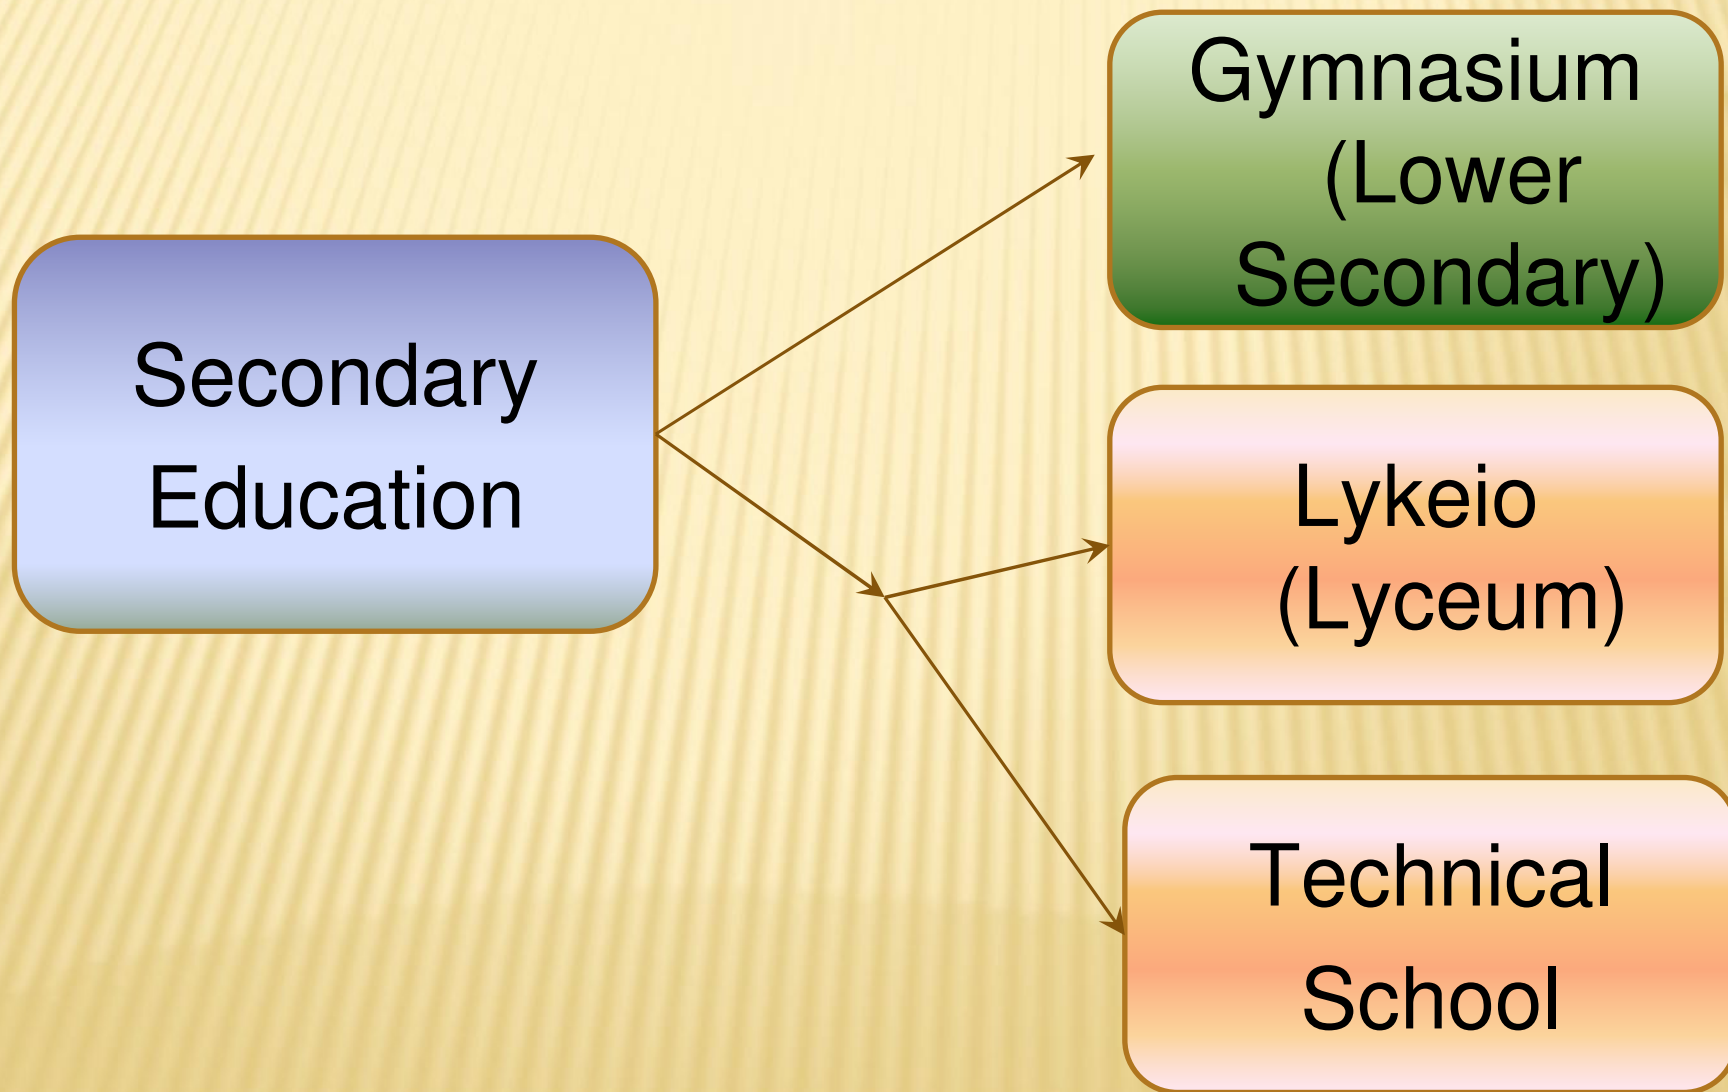 Secondary
Education
Gymnasium
(Lower
Secondary)
Lykeio
(Lyceum)
Technical
School